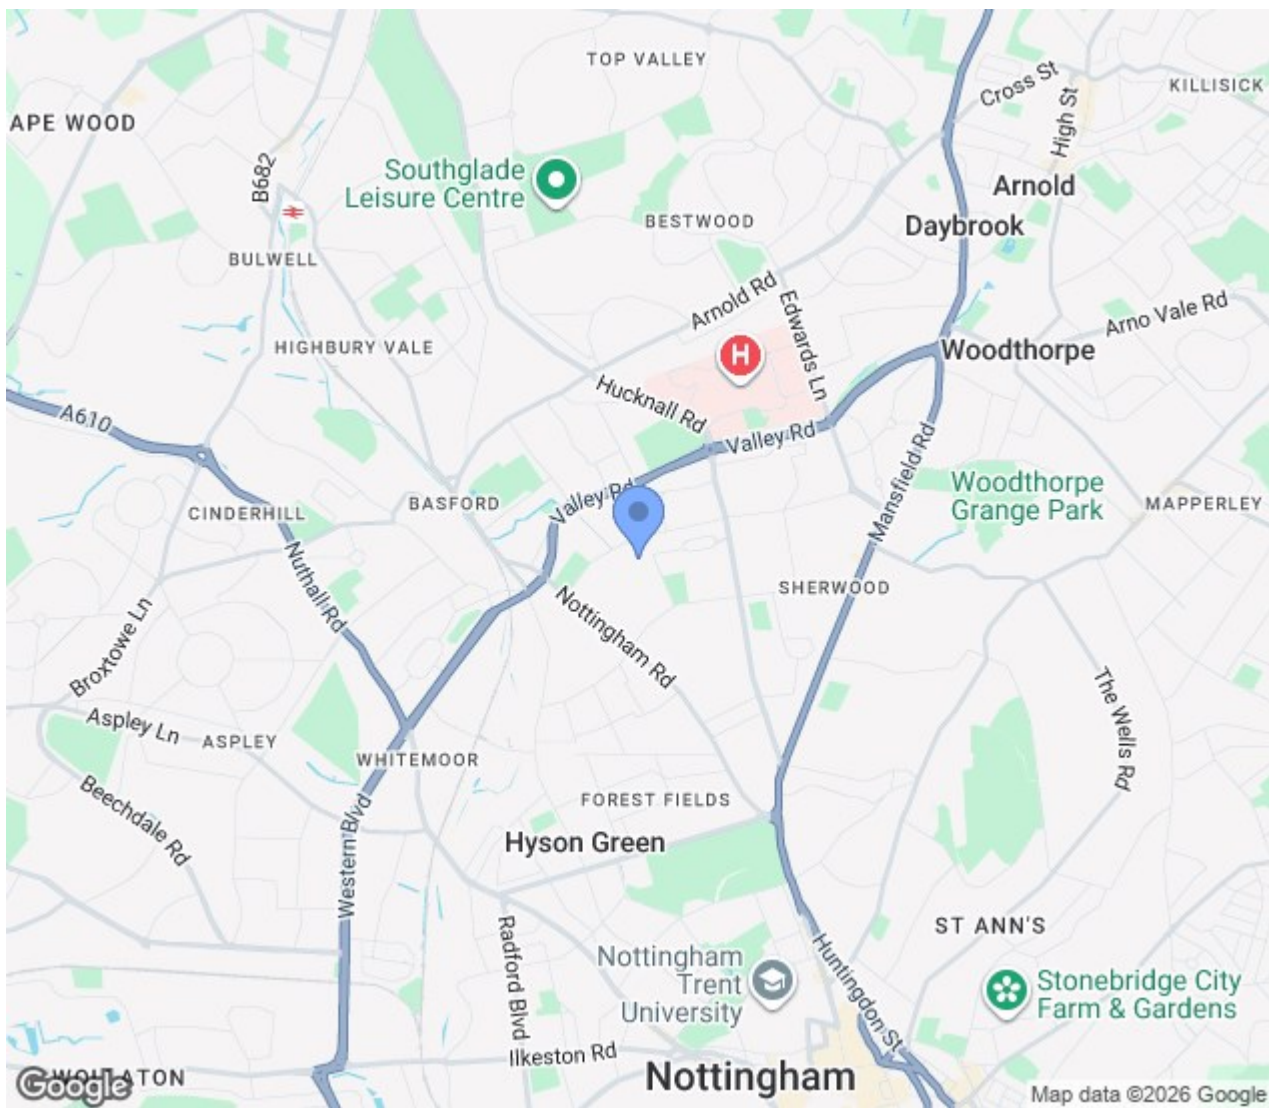 TOP VALLEY
Cross St
KILLISICK
High St
APE WOOD
B682
Southglade
Leisure Centre
Arnold
BESTWOOD
Daybrook
BULWELL
Arnold Rd
Edwards Ln
Arno Vale Rd
HIGHBURY VALE
H
Woodthorpe
Hucknall Rd
A610
Valley Rd
Mansfield Rd
Valley Rd
Woodthorpe
Grange Park
BASFORD
MAPPERLEY
CINDERHILL
Nuthall Rd
SHERWOOD
Nottingham Rd
Broxtowe Ln
The Wells Rd
Aspley Ln
ASPLEY
WHITEMOOR
Beechdale Rd
FOREST FIELDS
Western Blvd
Hyson Green
ST ANN'S
Radford Blvd
Nottingham
Trent
University
Huntingdon St
Stonebridge City
Farm & Gardens
Ilkeston Rd
Nottingham
Google
Map data ©2026 Google